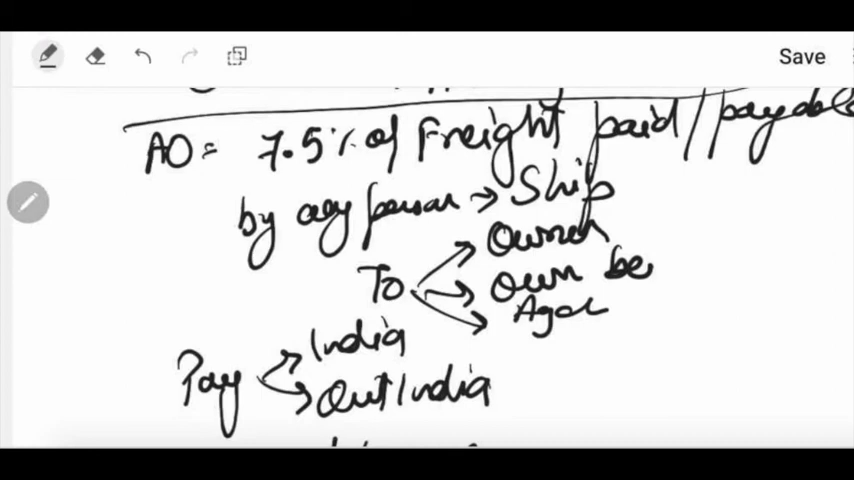 Save
AO = 7.5% of Freight paid / payable
by any person → Ship
Owner
To Own be
Pay India
Out India